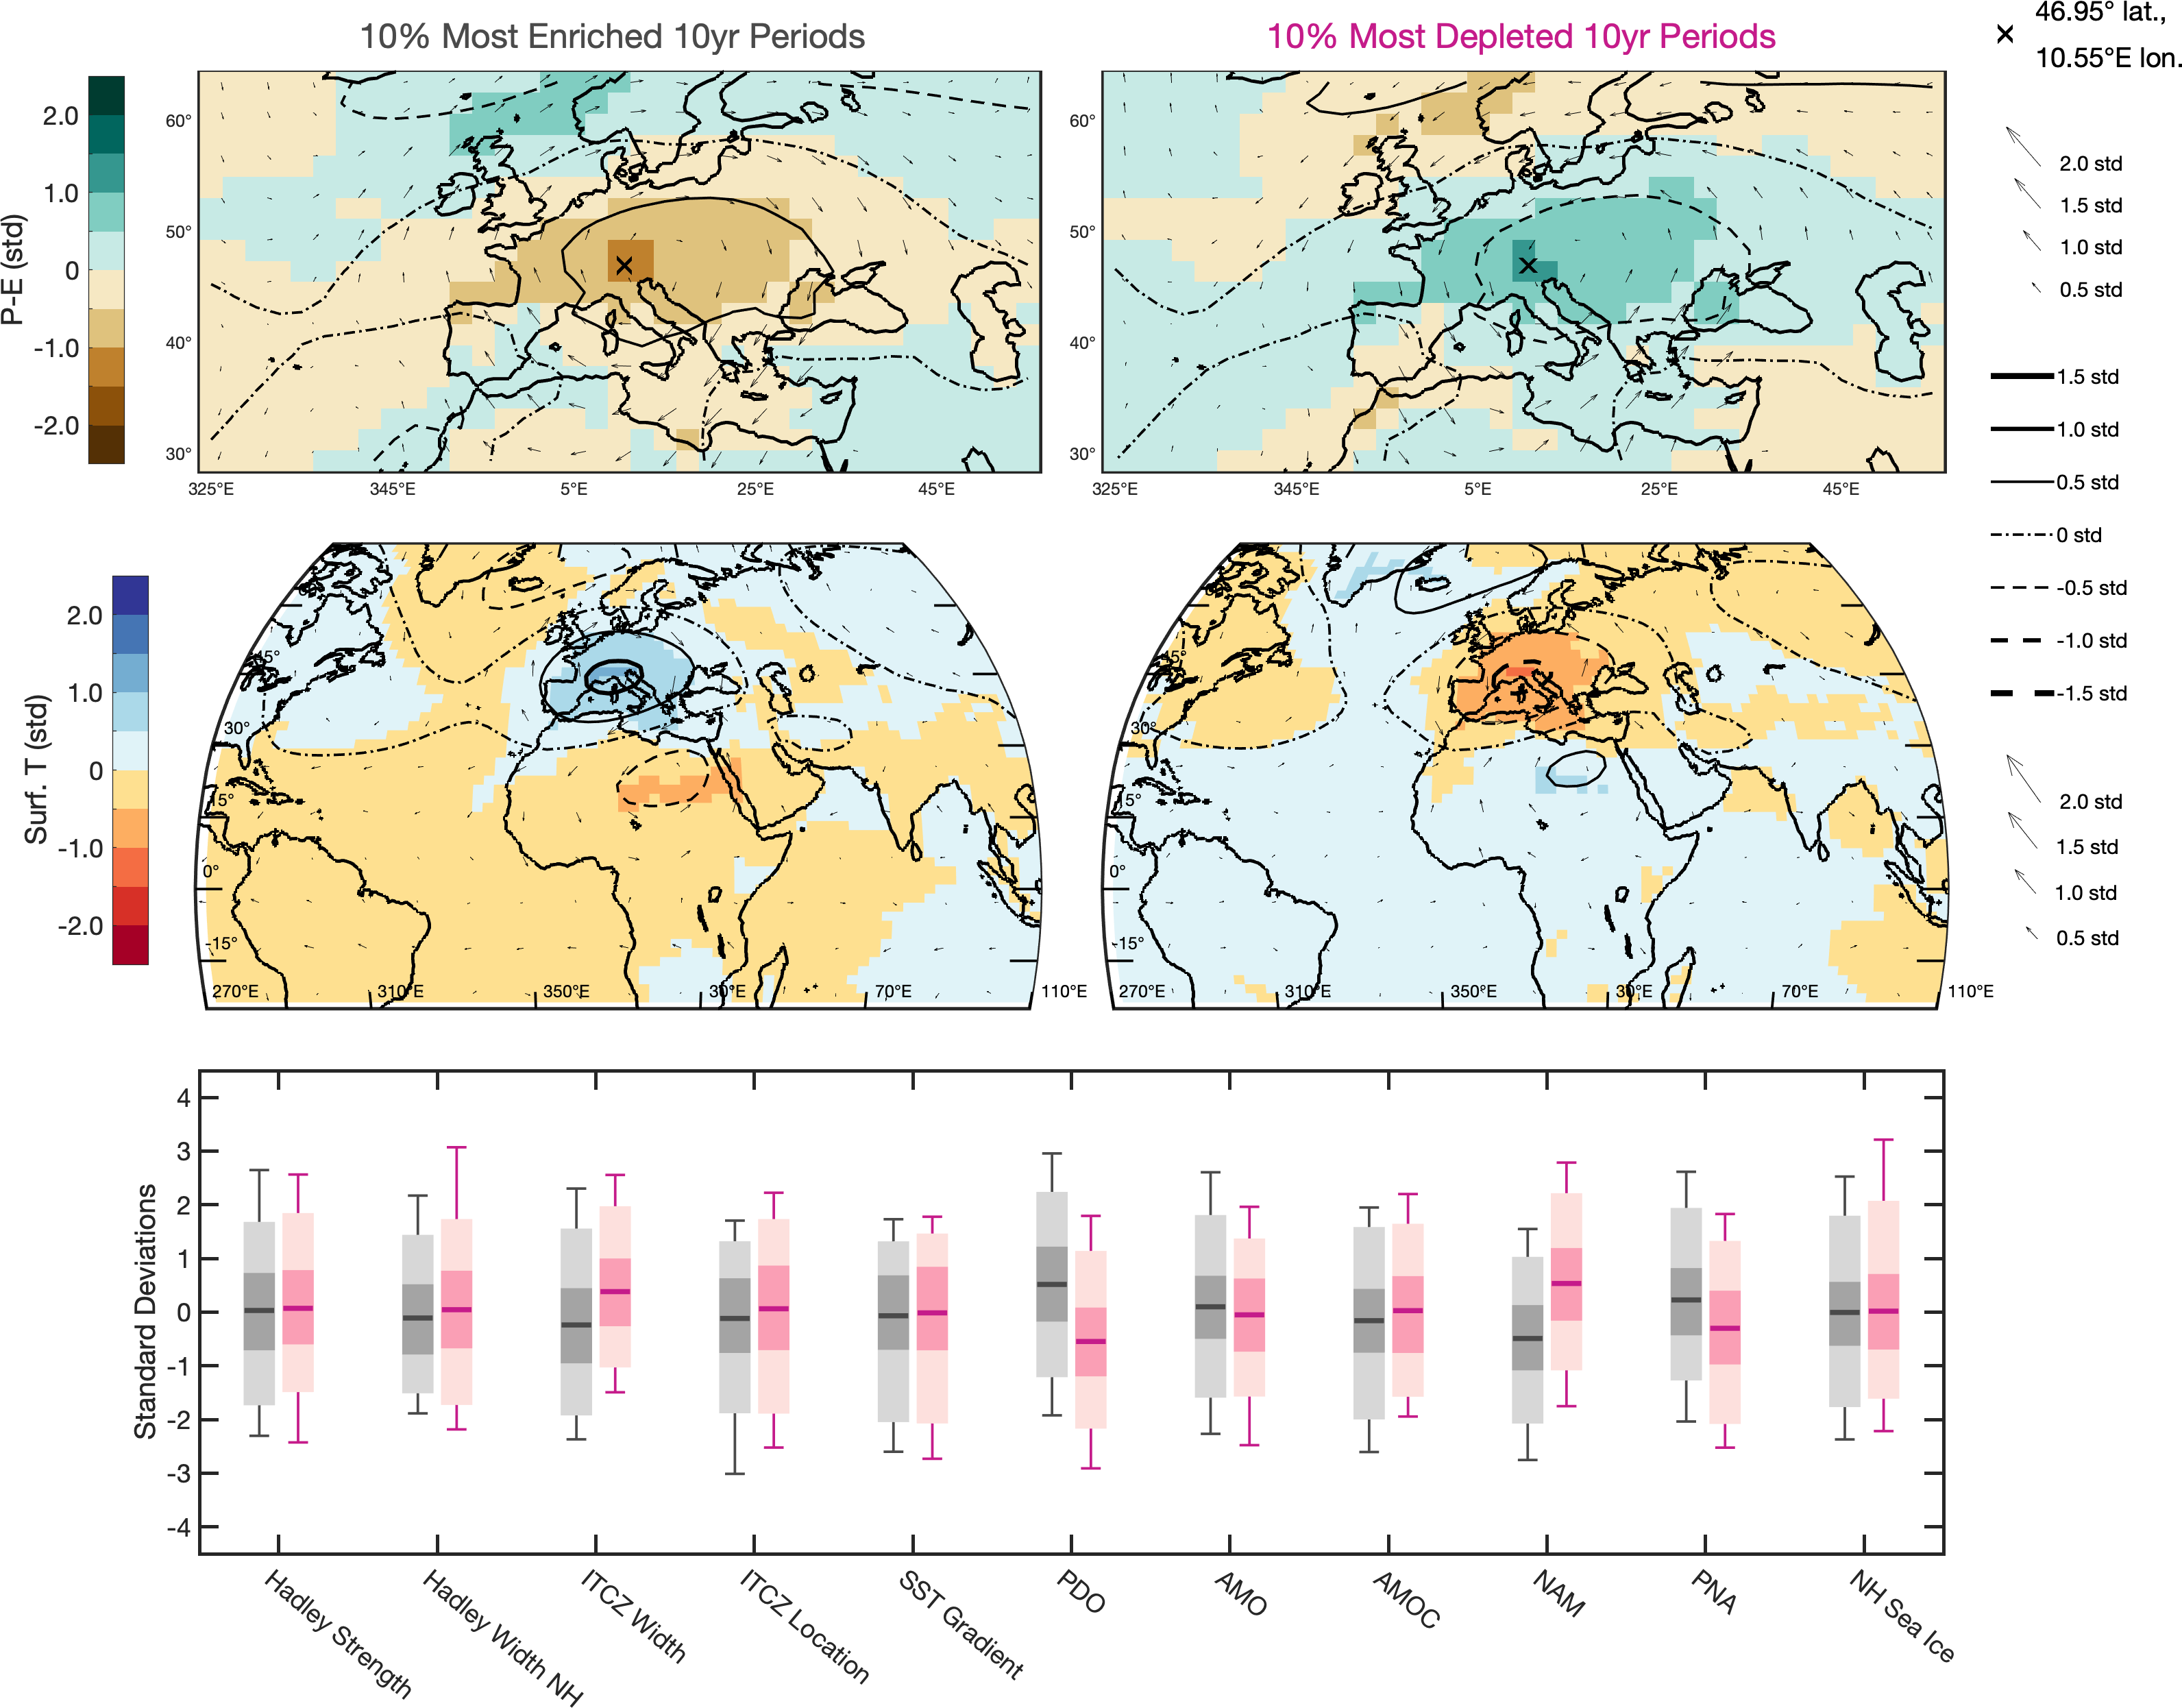 10% Most Enriched 10yr Periods
10% Most Depleted 10yr Periods
46.95° lat.,
10.55°E lon.
P-E (std)
2.0
1.0
0
-1.0
-2.0
60°
50°
40°
30°
325°E 345°E 5°E 25°E 45°E
60°
50°
40°
30°
325°E 345°E 5°E 25°E 45°E
2.0 std
1.5 std
1.0 std
0.5 std
1.5 std
1.0 std
0.5 std
0 std
-0.5 std
-1.0 std
-1.5 std
Surf. T (std)
2.0
1.0
0
-1.0
-2.0
30°
0°
-15°
270°E 310°E 350°E 30°E 70°E 110°E
30°
0°
-15°
270°E 310°E 350°E 30°E 70°E 110°E
2.0 std
1.5 std
1.0 std
0.5 std
Standard Deviations
4
3
2
1
0
-1
-2
-3
-4
Hadley Strength
Hadley Width NH
ITCZ Width
ITCZ Location
SST Gradient
PDO
AMO
AMOC
NAM
PNA
NH Sea Ice